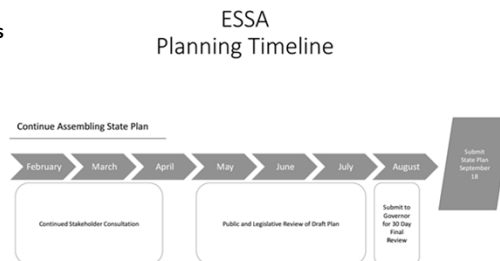 ESSA
Planning Timeline
s
Continue Assembling State Plan
February
March
April
May
June
July
August
Submit
State Plan
September
18
Continued Stakeholder Consultation
Public and Legislative Review of Draft Plan
Submit to
Governor
for 30 Day
Final
Review